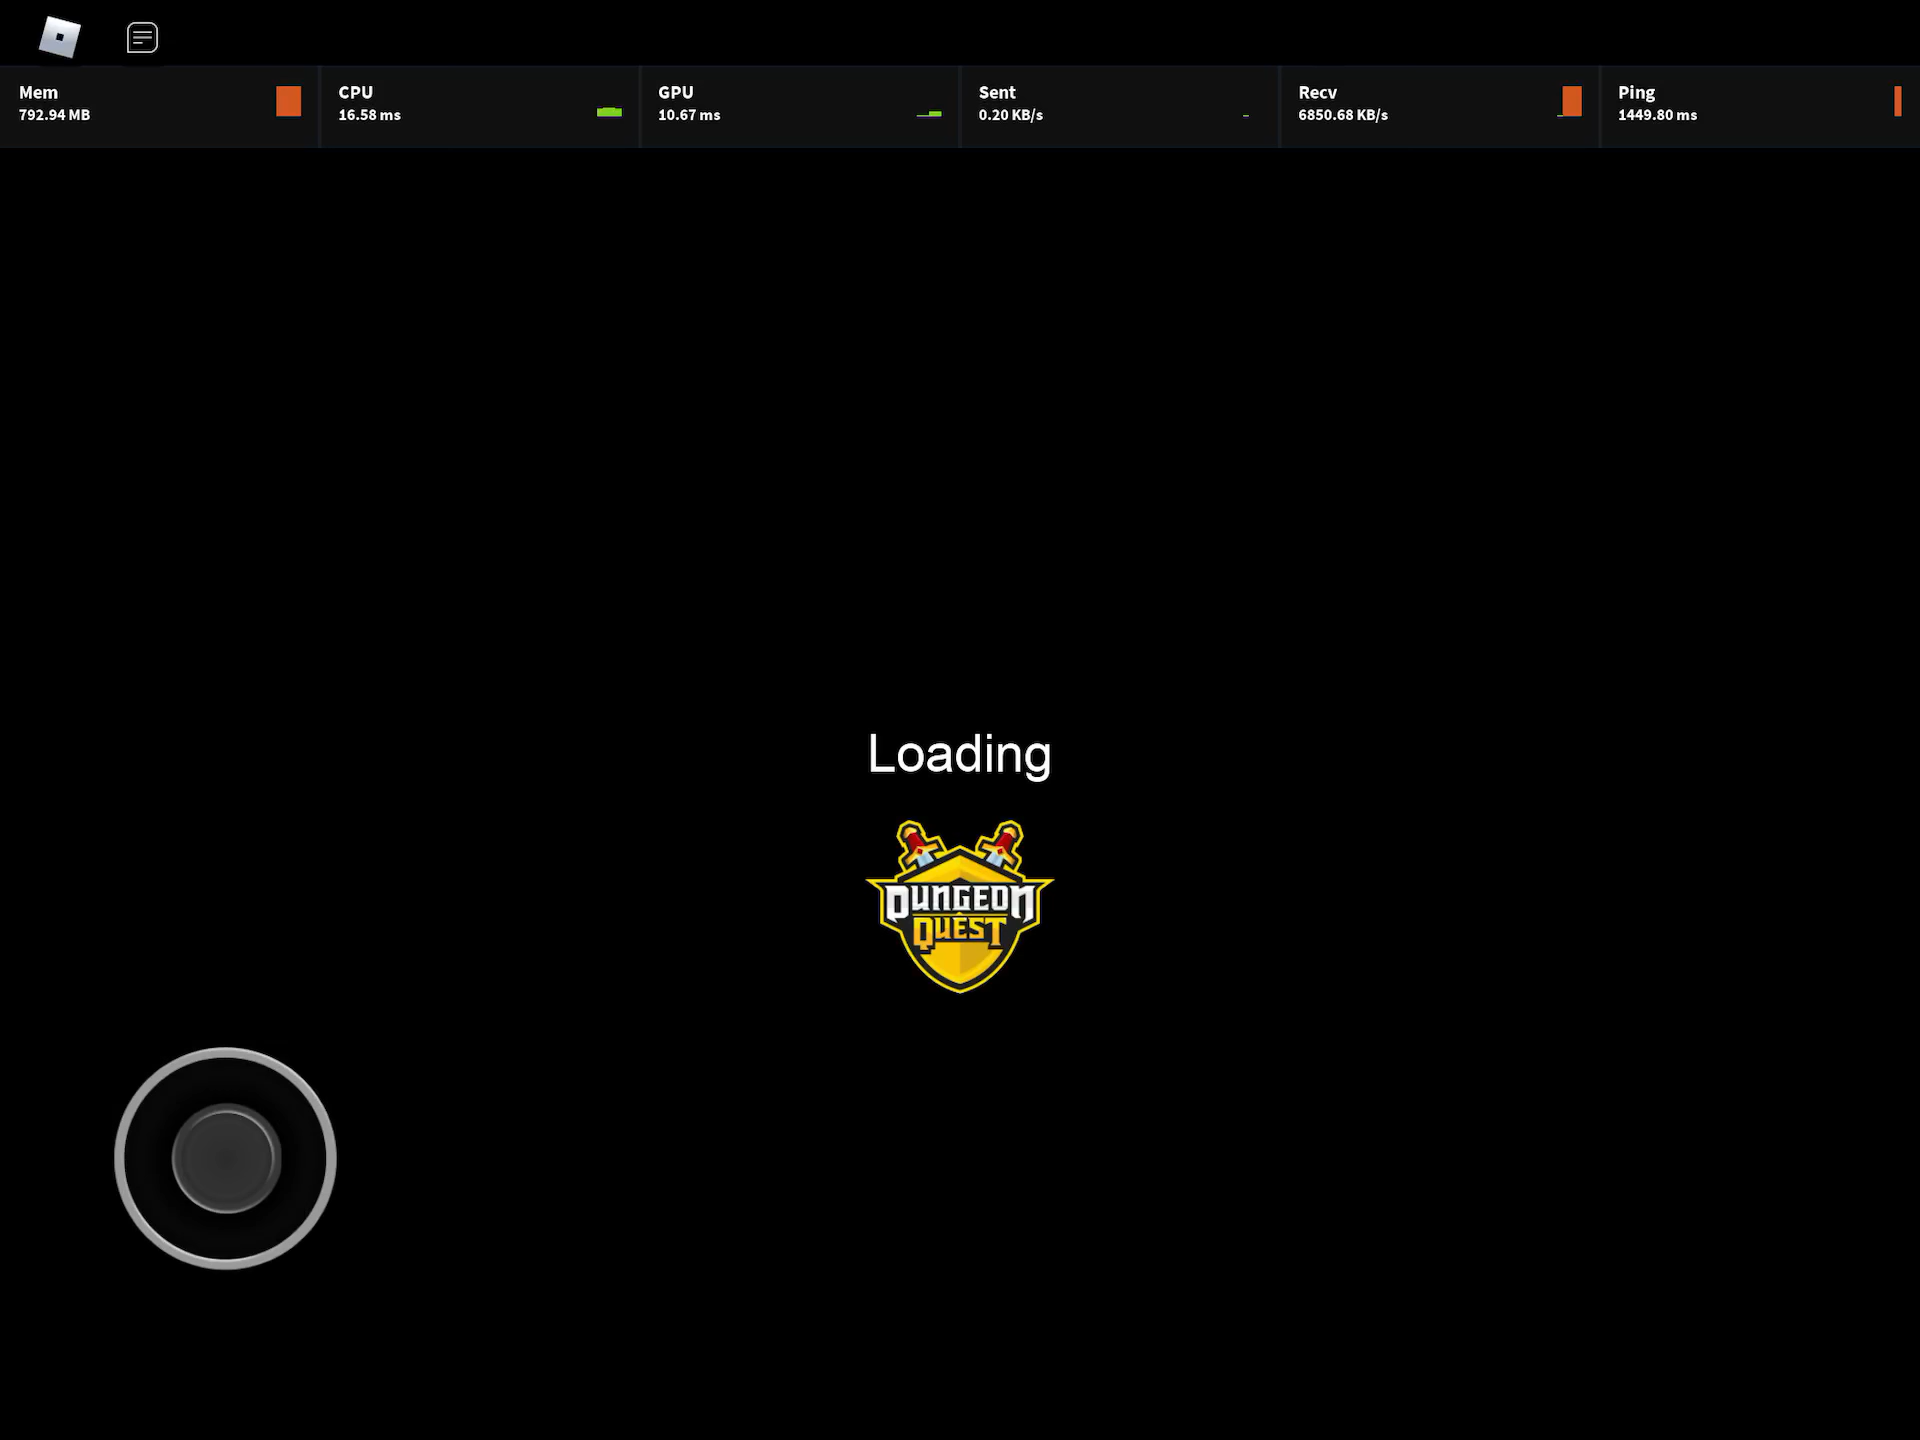 Mem
792.94 MB
CPU
16.58 ms
GPU
10.67 ms
Sent
0.20 KB/s
Recv
6850.68 KB/s
Ping
1449.80 ms
Loading
DUNGEON
QUEST